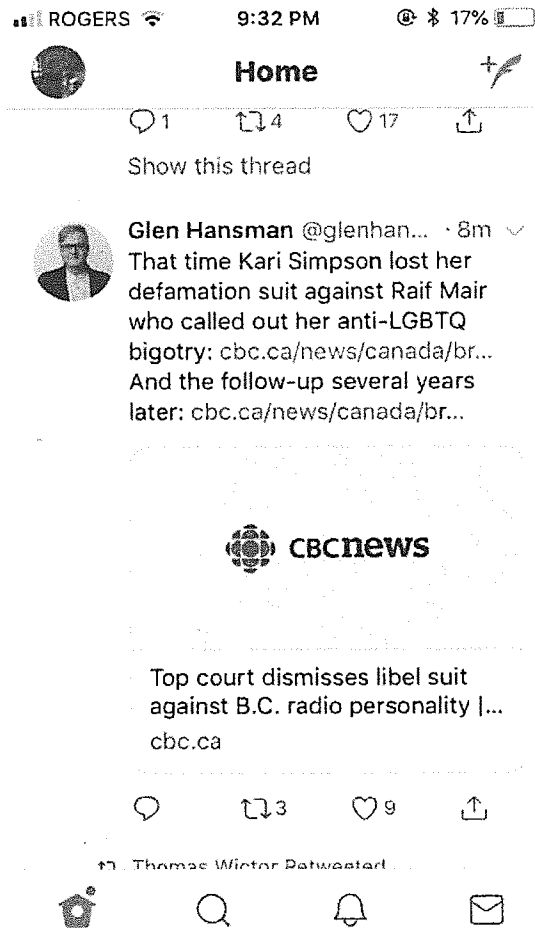 ROGERS 9:32 PM 17%
Home
1 4 17
Show this thread
Glen Hansman @glenhan... · 8m
That time Kari Simpson lost her
defamation suit against Raif Mair
who called out her anti-LGBTQ
bigotry: cbc.ca/news/canada/br...
And the follow-up several years
later: cbc.ca/news/canada/br...
CBCnews
Top court dismisses libel suit
against B.C. radio personality |...
cbc.ca
3 9
Thomas Wictor Retweeted